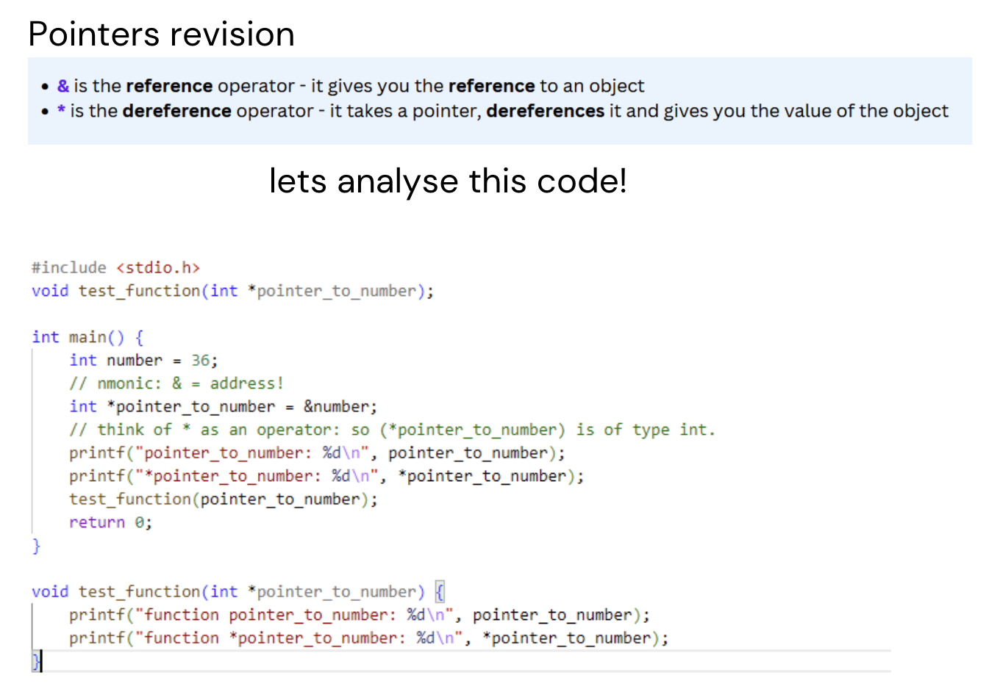 Pointers revision
• & is the reference operator - it gives you the reference to an object
• * is the dereference operator - it takes a pointer, dereferences it and gives you the value of the object
lets analyse this code!
#include <stdio.h>
void test_function(int *pointer_to_number);
int main() {
    int number = 36;
    // nmonic: & = address!
    int *pointer_to_number = &number;
    // think of * as an operator: so (*pointer_to_number) is of type int.
    printf("pointer_to_number: %d\n", pointer_to_number);
    printf("*pointer_to_number: %d\n", *pointer_to_number);
    test_function(pointer_to_number);
    return 0;
}
void test_function(int *pointer_to_number) {
    printf("function pointer_to_number: %d\n", pointer_to_number);
    printf("function *pointer_to_number: %d\n", *pointer_to_number);
}